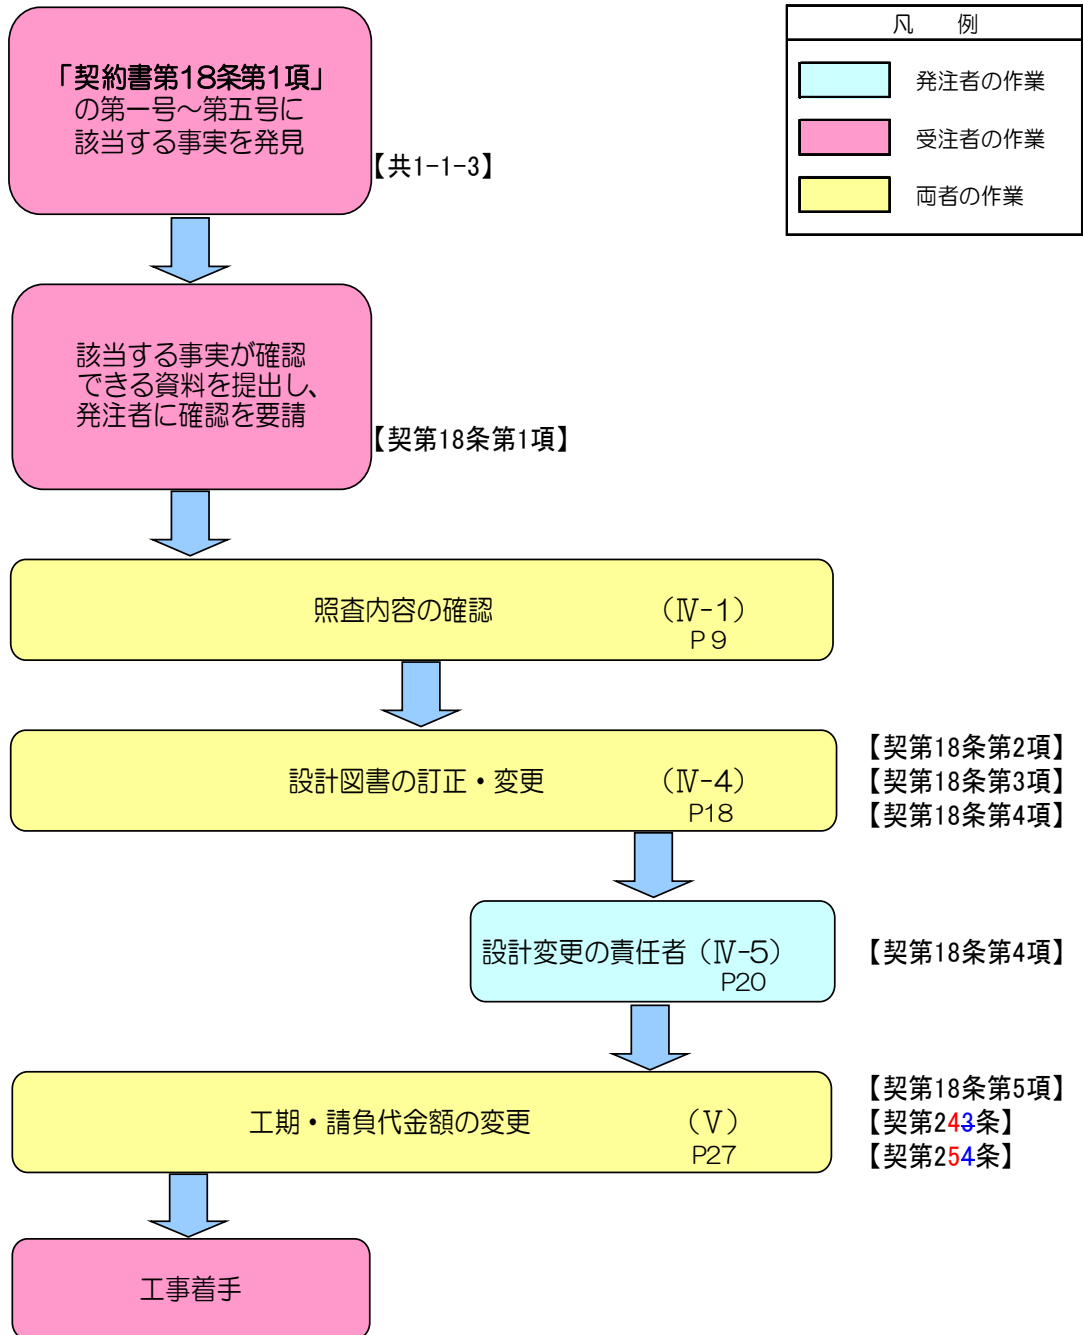 「契約書第18条第1項」
の第一号～第五号に
該当する事実を発見
【共1-1-3】
凡　例
発注者の作業
受注者の作業
両者の作業
該当する事実が確認
できる資料を提出し、
発注者に確認を要請
【契第18条第1項】
照査内容の確認　（Ⅳ-1）
P9
設計図書の訂正・変更　（Ⅳ-4）
P18
【契第18条第2項】
【契第18条第3項】
【契第18条第4項】
設計変更の責任者（Ⅳ-5）
P20
【契第18条第4項】
工期・請負代金額の変更　（Ⅴ）
P27
【契第18条第5項】
【契第243条】
【契第254条】
工事着手